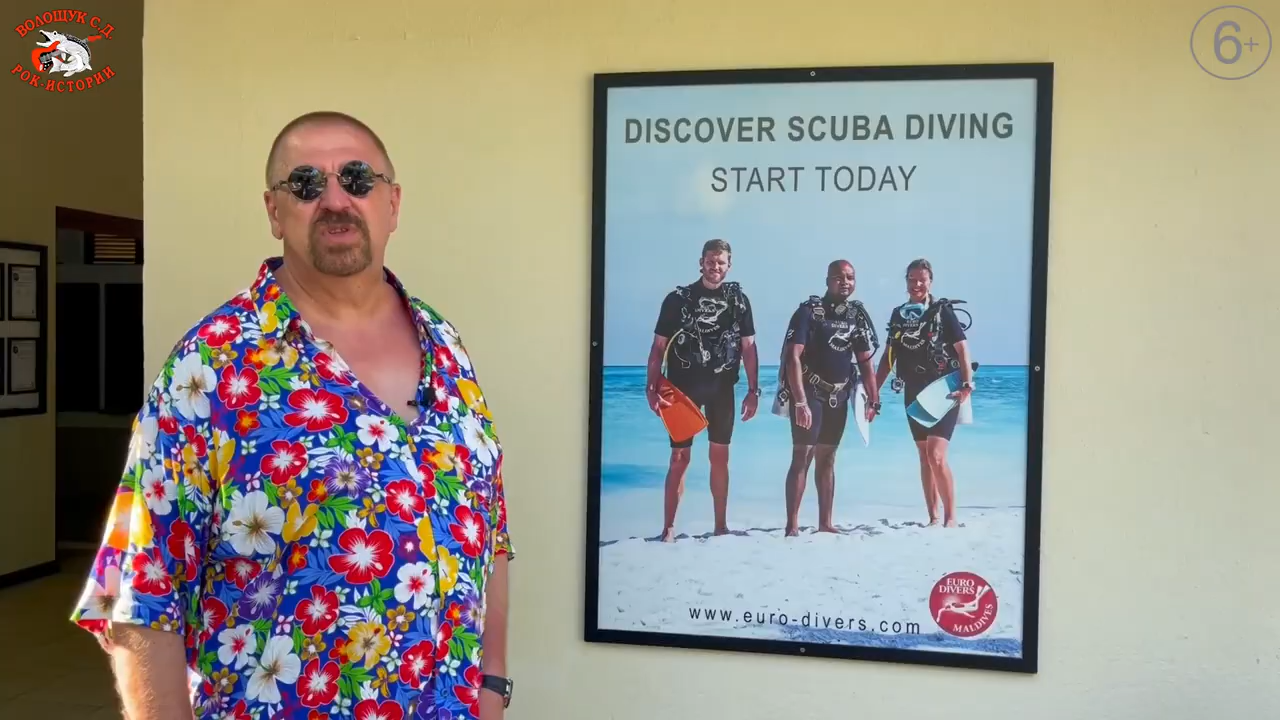 ВОЛОЩУК С.Д.
РОК-ИСТОРИИ
6+
DISCOVER SCUBA DIVING
START TODAY
www.euro-divers.com
EURO
DIVERS
MALDIVES